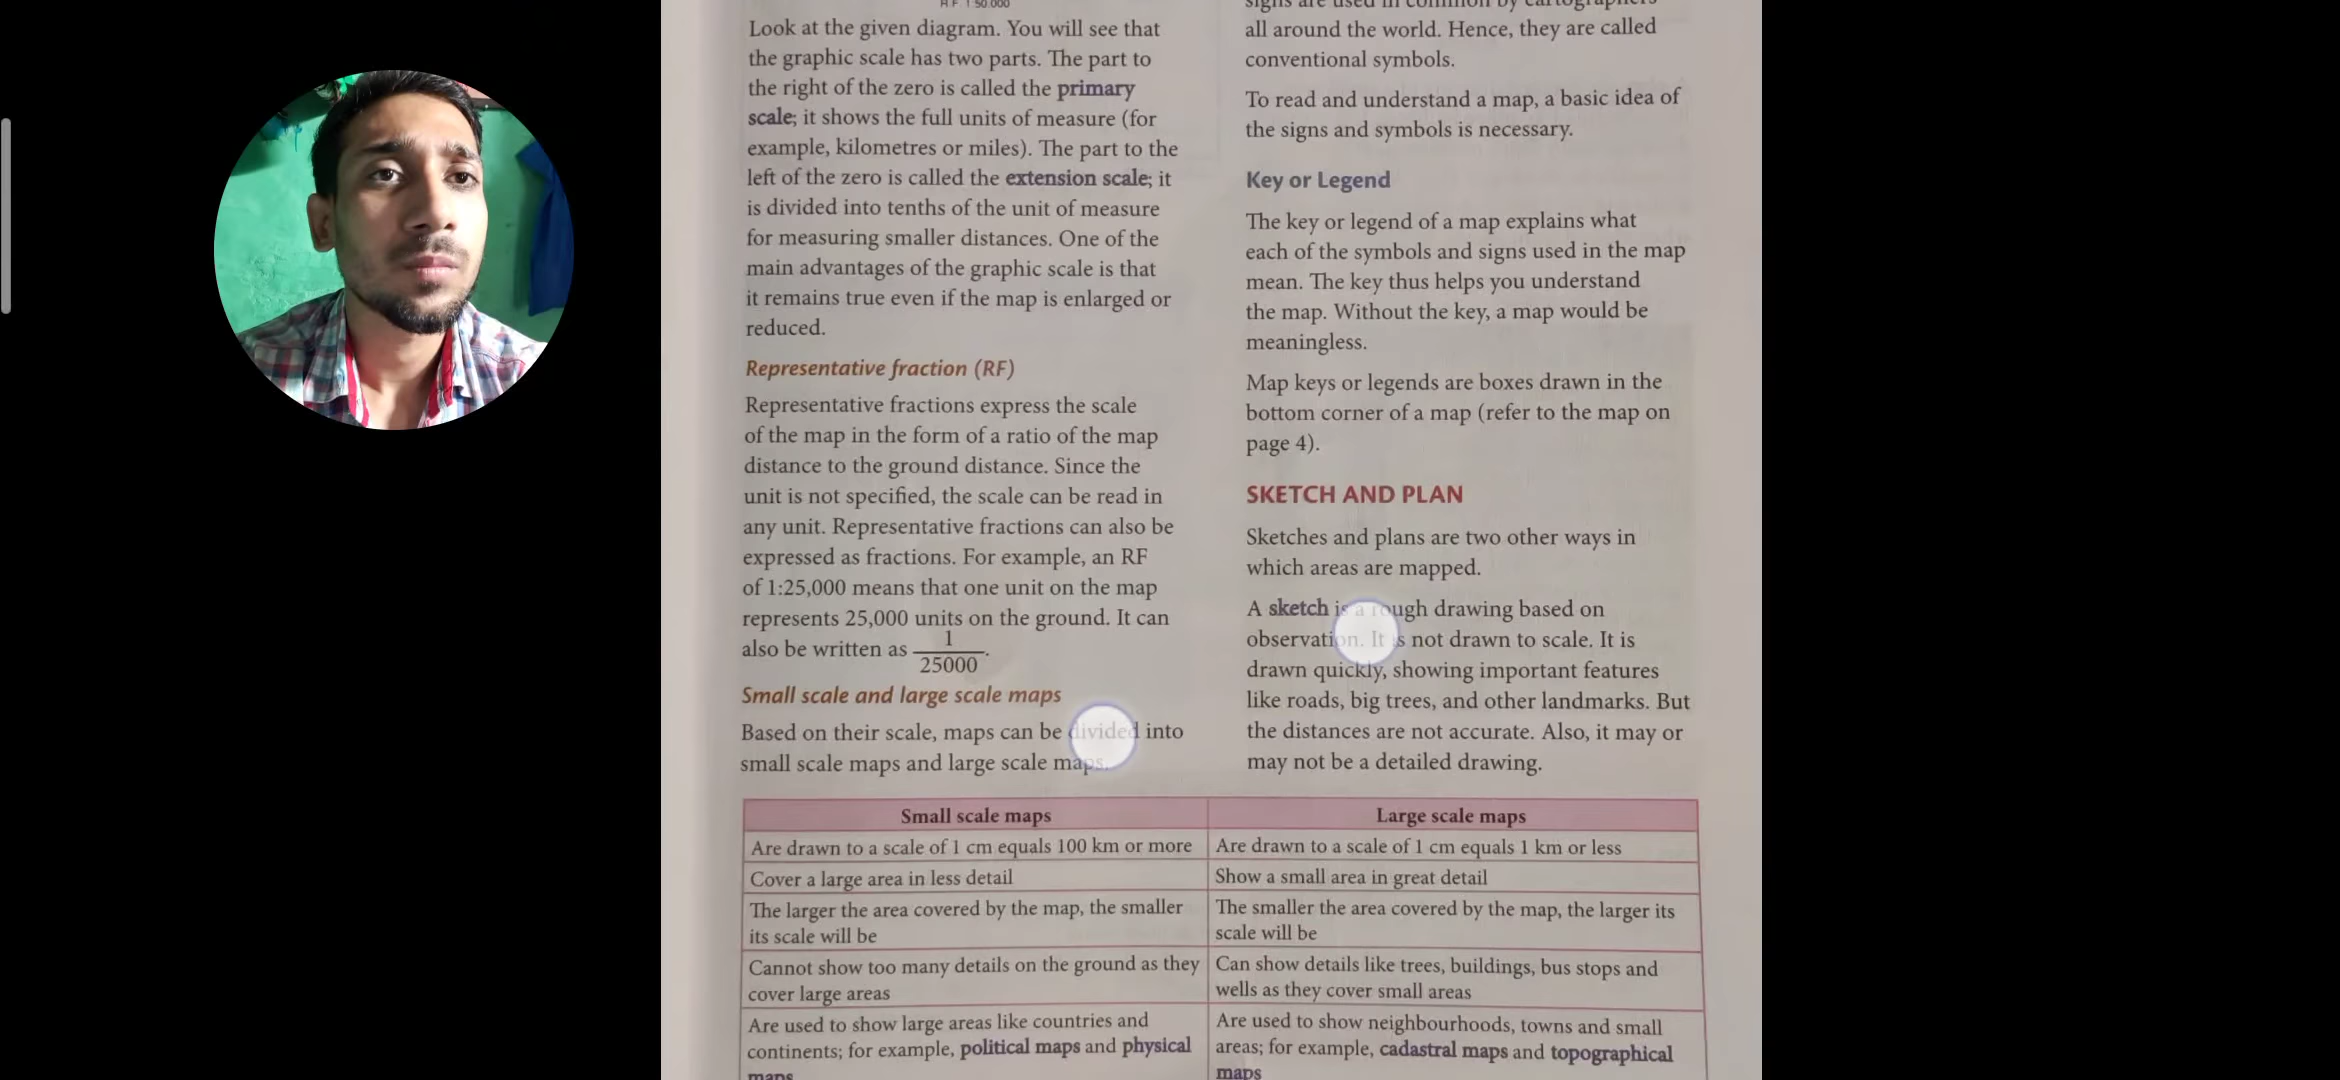 R.F. 1:50,000
Look at the given diagram. You will see that
the graphic scale has two parts. The part to
the right of the zero is called the primary
scale; it shows the full units of measure (for
example, kilometres or miles). The part to the
left of the zero is called the extension scale; it
is divided into tenths of the unit of measure
for measuring smaller distances. One of the
main advantages of the graphic scale is that
it remains true even if the map is enlarged or
reduced.
Representative fraction (RF)
Representative fractions express the scale
of the map in the form of a ratio of the map
distance to the ground distance. Since the
unit is not specified, the scale can be read in
any unit. Representative fractions can also be
expressed as fractions. For example, an RF
of 1:25,000 means that one unit on the map
represents 25,000 units on the ground. It can
also be written as 1/25000.
Small scale and large scale maps
Based on their scale, maps can be divided into
small scale maps and large scale maps.
signs are used in common by cartographers
all around the world. Hence, they are called
conventional symbols.
To read and understand a map, a basic idea of
the signs and symbols is necessary.
Key or Legend
The key or legend of a map explains what
each of the symbols and signs used in the map
mean. The key thus helps you understand
the map. Without the key, a map would be
meaningless.
Map keys or legends are boxes drawn in the
bottom corner of a map (refer to the map on
page 4).
SKETCH AND PLAN
Sketches and plans are two other ways in
which areas are mapped.
A sketch is a rough drawing based on
observation. It is not drawn to scale. It is
drawn quickly, showing important features
like roads, big trees, and other landmarks. But
the distances are not accurate. Also, it may or
may not be a detailed drawing.
Small scale maps
Large scale maps
Are drawn to a scale of 1 cm equals 100 km or more
Are drawn to a scale of 1 cm equals 1 km or less
Cover a large area in less detail
Show a small area in great detail
The larger the area covered by the map, the smaller
its scale will be
The smaller the area covered by the map, the larger its
scale will be
Cannot show too many details on the ground as they
cover large areas
Can show details like trees, buildings, bus stops and
wells as they cover small areas
Are used to show large areas like countries and
continents; for example, political maps and physical
maps
Are used to show neighbourhoods, towns and small
areas; for example, cadastral maps and topographical
maps